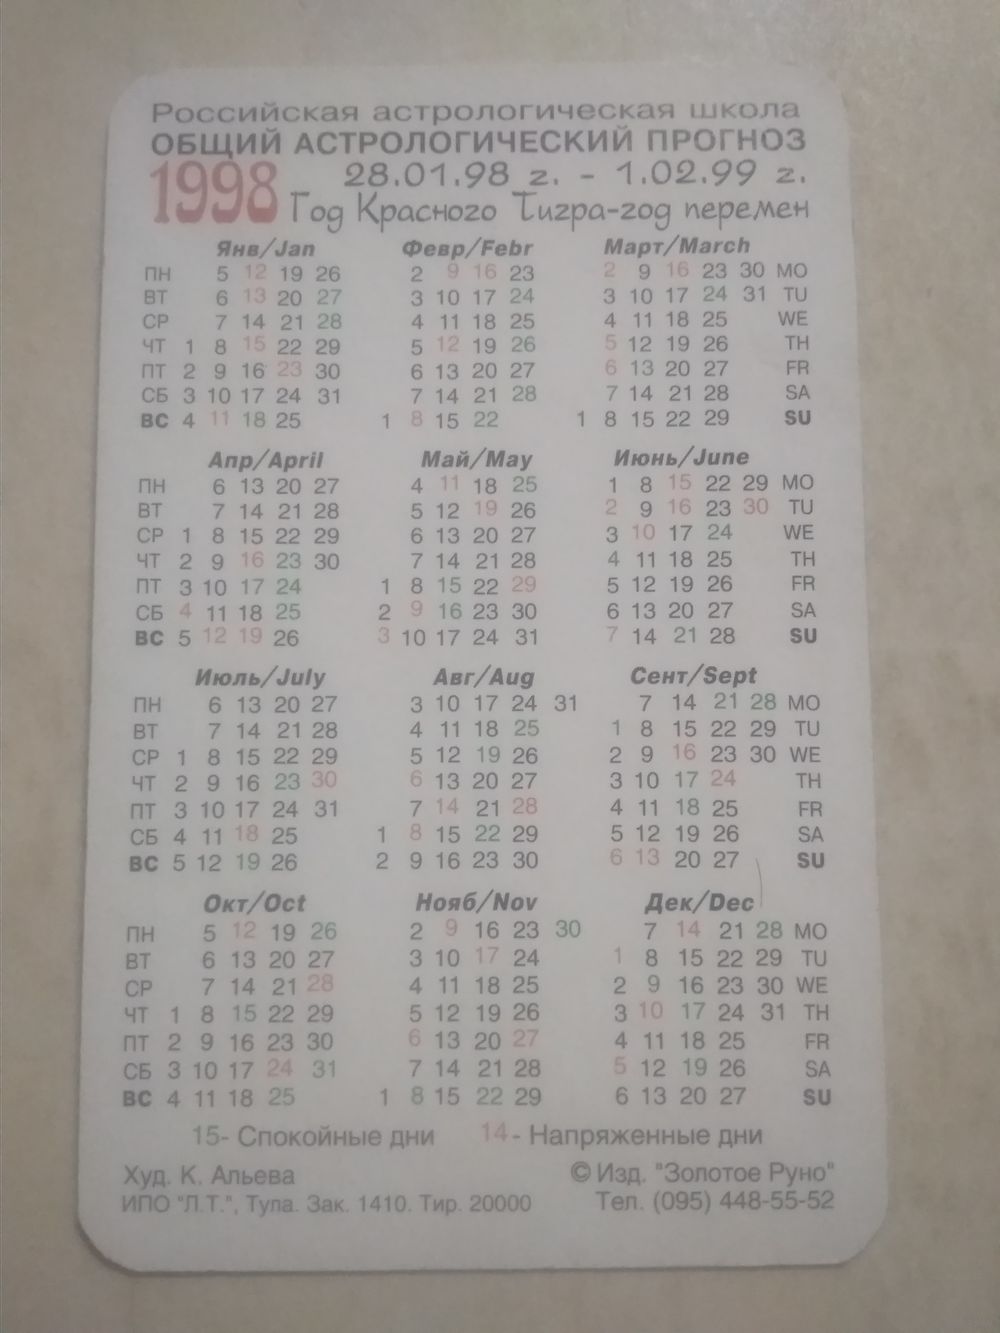 Российская астрологическая школа
ОБЩИЙ АСТРОЛОГИЧЕСКИЙ ПРОГНОЗ
1998 28.01.98 г. - 1.02.99 г.
Год Красного Тигра-год перемен
Янв/Jan Февр/Febr Март/March
ПН 5 12 19 26 2 9 16 23 2 9 16 23 30 MO
ВТ 6 13 20 27 3 10 17 24 3 10 17 24 31 TU
СР 7 14 21 28 4 11 18 25 4 11 18 25 WE
ЧТ 1 8 15 22 29 5 12 19 26 5 12 19 26 TH
ПТ 2 9 16 23 30 6 13 20 27 6 13 20 27 FR
СБ 3 10 17 24 31 7 14 21 28 7 14 21 28 SA
ВС 4 11 18 25 1 8 15 22 1 8 15 22 29 SU
Апр/April Май/May Июнь/June
ПН 6 13 20 27 4 11 18 25 1 8 15 22 29 MO
ВТ 7 14 21 28 5 12 19 26 2 9 16 23 30 TU
СР 1 8 15 22 29 6 13 20 27 3 10 17 24 WE
ЧТ 2 9 16 23 30 7 14 21 28 4 11 18 25 TH
ПТ 3 10 17 24 1 8 15 22 29 5 12 19 26 FR
СБ 4 11 18 25 2 9 16 23 30 6 13 20 27 SA
ВС 5 12 19 26 3 10 17 24 31 7 14 21 28 SU
Июль/July Авг/Aug Сент/Sept
ПН 6 13 20 27 3 10 17 24 31 7 14 21 28 MO
ВТ 7 14 21 28 4 11 18 25 1 8 15 22 29 TU
СР 1 8 15 22 29 5 12 19 26 2 9 16 23 30 WE
ЧТ 2 9 16 23 30 6 13 20 27 3 10 17 24 TH
ПТ 3 10 17 24 31 7 14 21 28 4 11 18 25 FR
СБ 4 11 18 25 1 8 15 22 29 5 12 19 26 SA
ВС 5 12 19 26 2 9 16 23 30 6 13 20 27 SU
Окт/Oct Нояб/Nov Дек/Dec
ПН 5 12 19 26 2 9 16 23 30 7 14 21 28 MO
ВТ 6 13 20 27 3 10 17 24 1 8 15 22 29 TU
СР 7 14 21 28 4 11 18 25 2 9 16 23 30 WE
ЧТ 1 8 15 22 29 5 12 19 26 3 10 17 24 31 TH
ПТ 2 9 16 23 30 6 13 20 27 4 11 18 25 FR
СБ 3 10 17 24 31 7 14 21 28 5 12 19 26 SA
ВС 4 11 18 25 1 8 15 22 29 6 13 20 27 SU
15- Спокойные дни 14- Напряженные дни
Худ. К. Альева © Изд. "Золотое Руно"
ИПО "Л.Т.", Тула. Зак. 1410. Тир. 20000 Тел. (095) 448-55-52